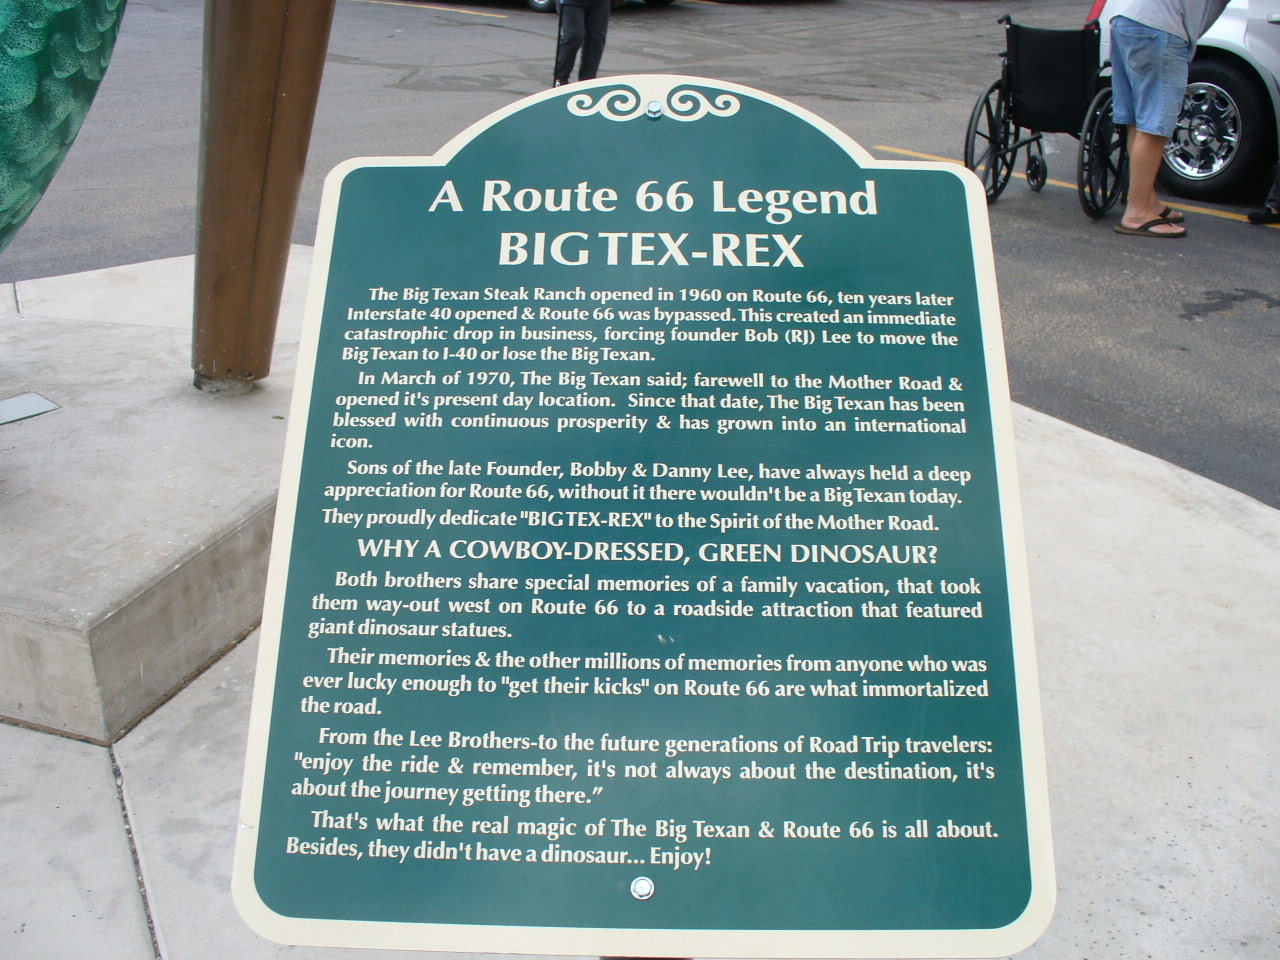 A Route 66 Legend
BIG TEX-REX
The Big Texan Steak Ranch opened in 1960 on Route 66, ten years later
Interstate 40 opened & Route 66 was bypassed. This created an immediate
catastrophic drop in business, forcing founder Bob (RJ) Lee to move the
Big Texan to I-40 or lose the Big Texan.
In March of 1970, The Big Texan said; farewell to the Mother Road &
opened it's present day location. Since that date, The Big Texan has been
blessed with continuous prosperity & has grown into an international
icon.
Sons of the late Founder, Bobby & Danny Lee, have always held a deep
appreciation for Route 66, without it there wouldn't be a Big Texan today.
They proudly dedicate "BIG TEX-REX" to the Spirit of the Mother Road.
WHY A COWBOY-DRESSED, GREEN DINOSAUR?
Both brothers share special memories of a family vacation, that took
them way-out west on Route 66 to a roadside attraction that featured
giant dinosaur statues.
Their memories & the other millions of memories from anyone who was
ever lucky enough to "get their kicks" on Route 66 are what immortalized
the road.
From the Lee Brothers-to the future generations of Road Trip travelers:
"enjoy the ride & remember, it's not always about the destination, it's
about the journey getting there.”
That's what the real magic of The Big Texan & Route 66 is all about.
Besides, they didn't have a dinosaur... Enjoy!